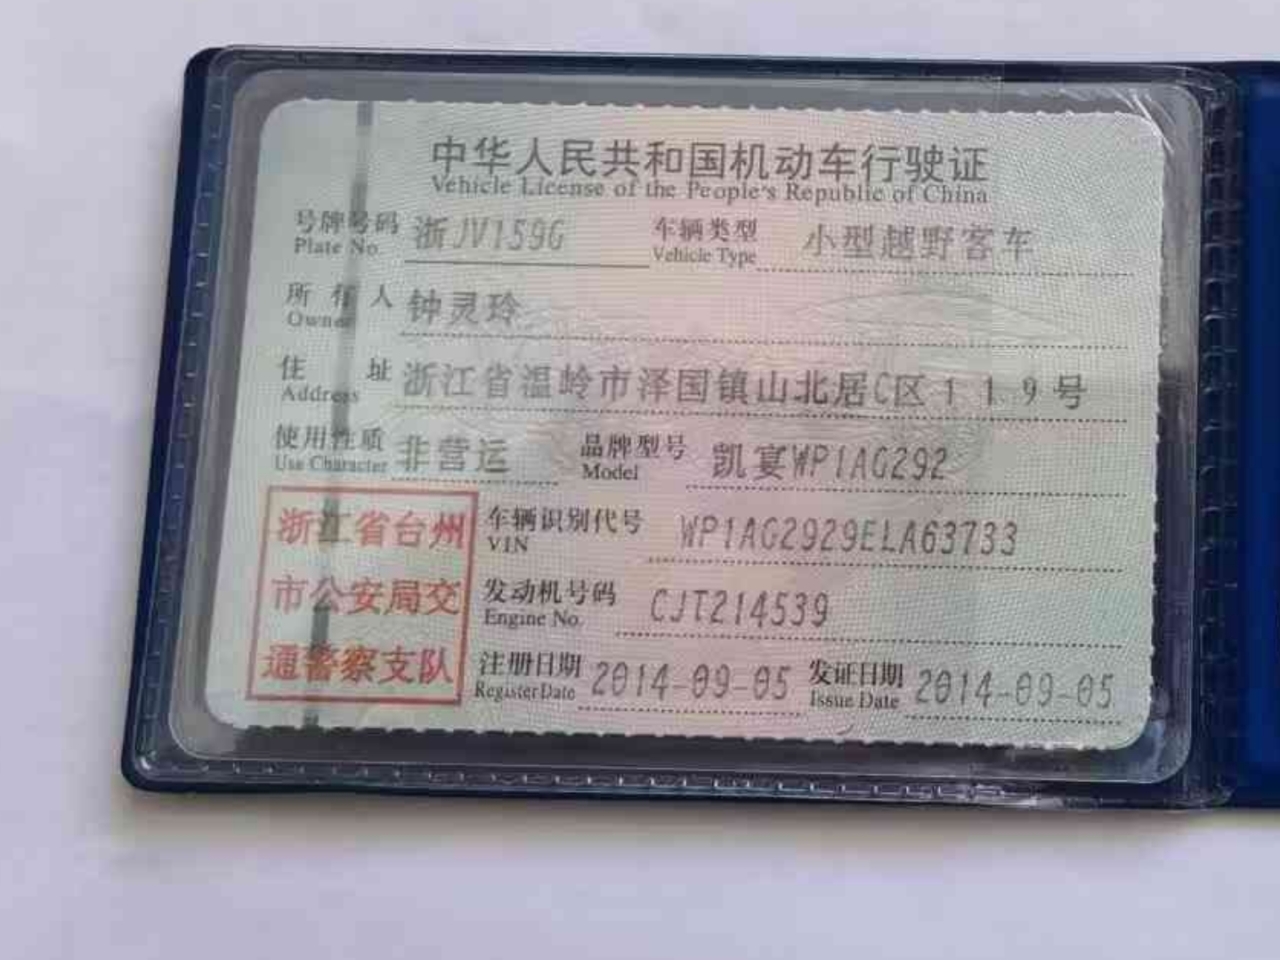 中华人民共和国机动车行驶证
Vehicle License of the People's Republic of China
号牌号码 浙JV159G 车辆类型 小型越野客车
Plate No. Vehicle Type
所有人 钟灵玲
Owner
住址 浙江省温岭市泽国镇山北居C区119号
Address
使用性质 非营运 品牌型号 凯宴WP1AG292
Use Character Model
浙江省台州
市公安局交
通警察支队
车辆识别代号 WP1AG2929ELA63733
VIN
发动机号码 CJT214539
Engine No.
注册日期 2014-09-05 发证日期 2014-09-05
Register Date Issue Date